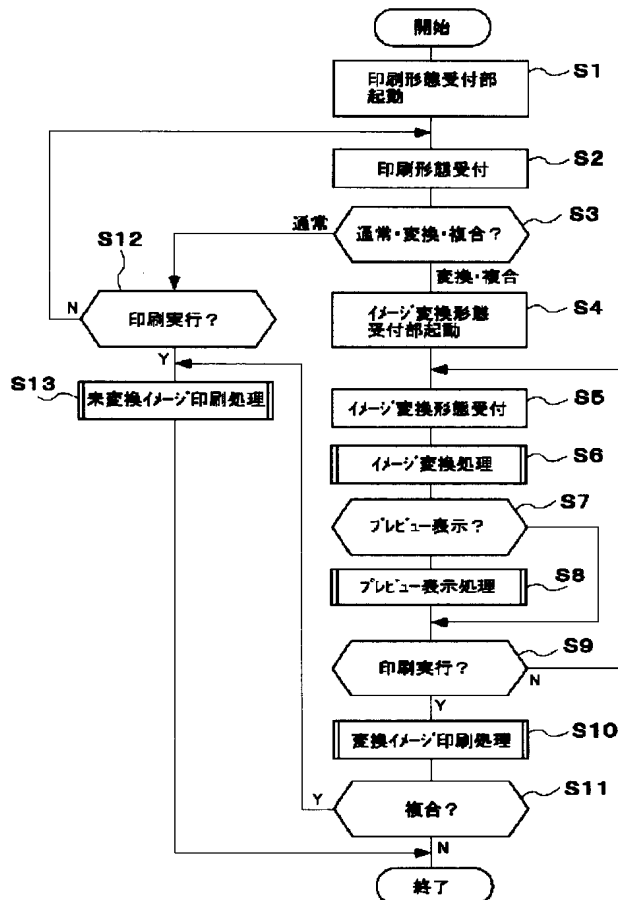 開始
印刷形態受付部
起動
S1
印刷形態受付
S2
通常・変換・複合？
S3
通常
変換・複合
S12
印刷実行？
N
Y
イメージ変換形態
受付部起動
S4
S13
未変換イメージ印刷処理
イメージ変換形態受付
S5
イメージ変換処理
S6
プレビュー表示？
S7
プレビュー表示処理
S8
印刷実行？
S9
N
Y
変換イメージ印刷処理
S10
複合？
S11
Y
N
終了